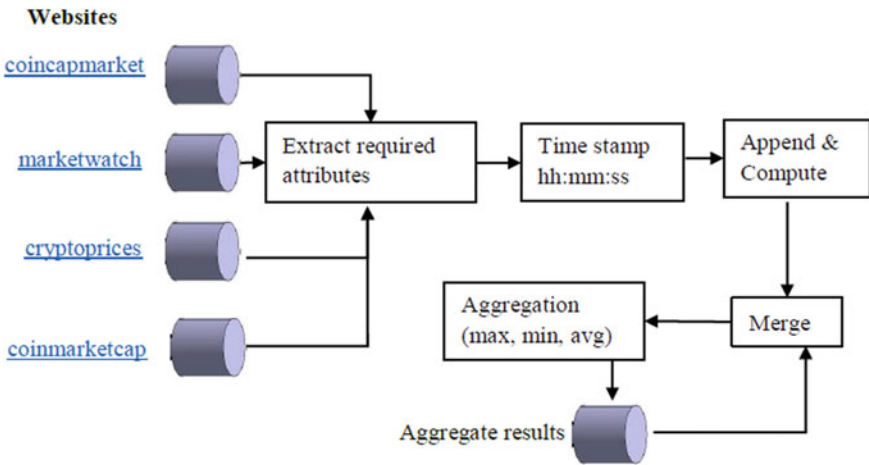 Websites
coincapmarket
marketwatch
cryptoprices
coinmarketcap
Extract required
attributes
Time stamp
hh:mm:ss
Append &
Compute
Merge
Aggregation
(max, min, avg)
Aggregate results